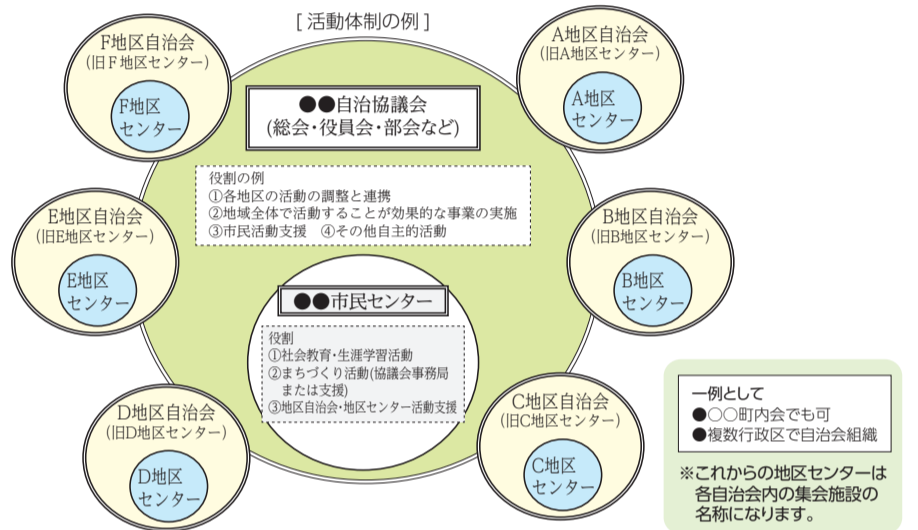 [活動体制の例]
F地区自治会
(旧F地区センター)
F地区
センター
A地区自治会
(旧A地区センター)
A地区
センター
●●自治協議会
(総会・役員会・部会など)
役割の例
①各地区の活動の調整と連携
②地域全体で活動することが効果的な事業の実施
③市民活動支援 ④その他自主的活動
E地区自治会
(旧E地区センター)
E地区
センター
B地区自治会
(旧B地区センター)
B地区
センター
●●市民センター
役割
①社会教育・生涯学習活動
②まちづくり活動(協議会事務局
または支援)
③地区自治会・地区センター活動支援
D地区自治会
(旧D地区センター)
D地区
センター
C地区自治会
(旧C地区センター)
C地区
センター
一例として
●○○町内会でも可
●複数行政区で自治会組織
※これからの地区センターは
各自治会内の集会施設の
名称になります。